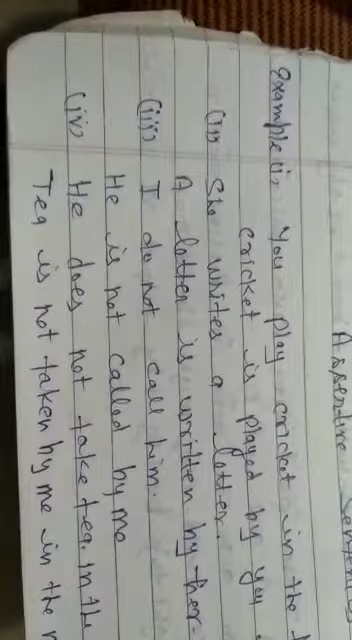 Assertive Senten
Example (i) You play cricket in the
cricket is played by you
(ii) She writes a letter.
A letter is written by her.
(iii) I do not call him.
He is not called by me
(iv) He does not take tea. in the
Tea is not taken by me in the